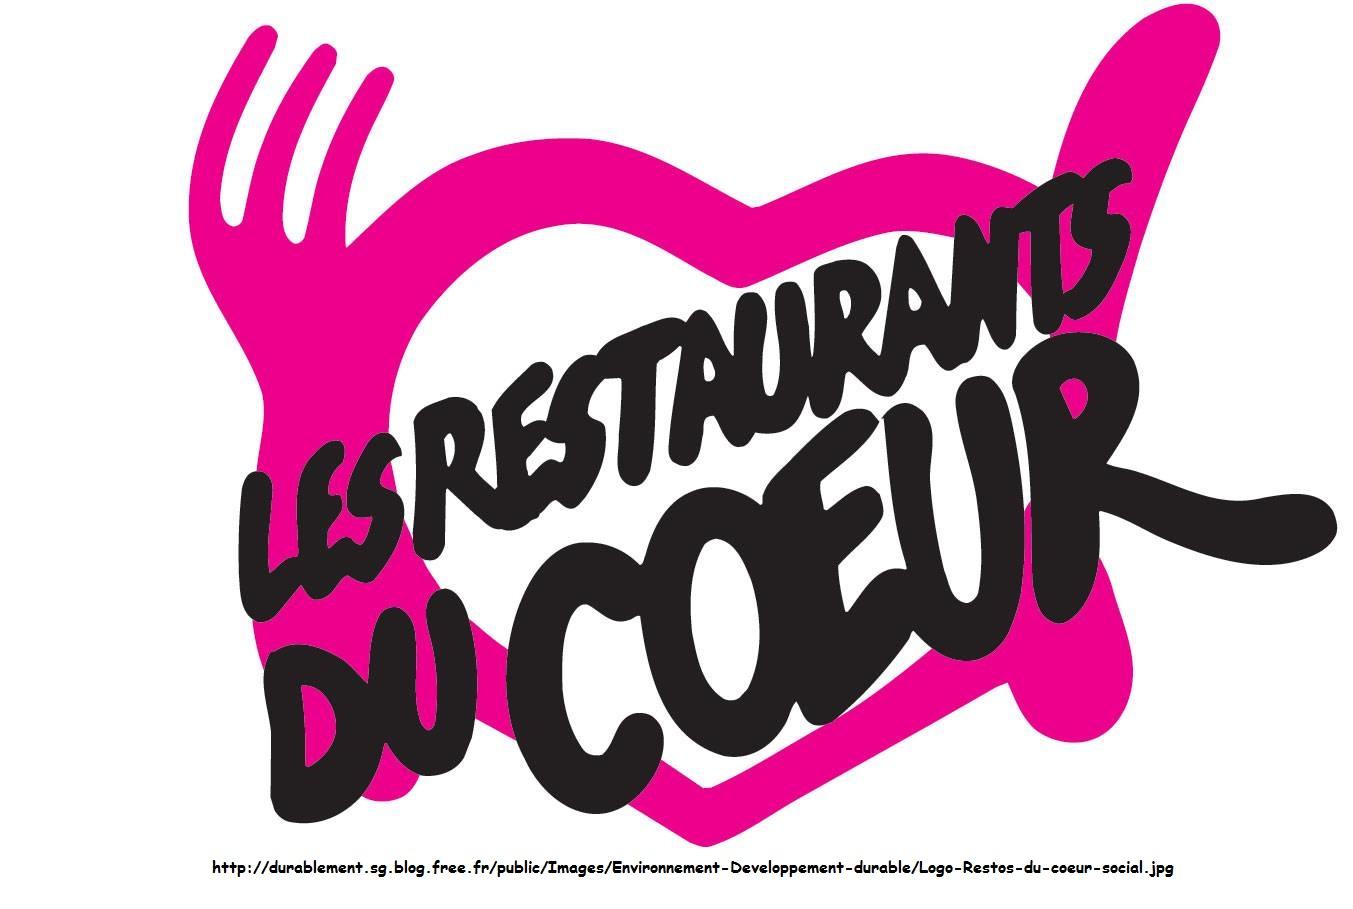 LES RESTAURANTS
DU COEUR
http://durablement.sg.blog.free.fr/public/Images/Environnement-Developpement-durable/Logo-Restos-du-coeur-social.jpg